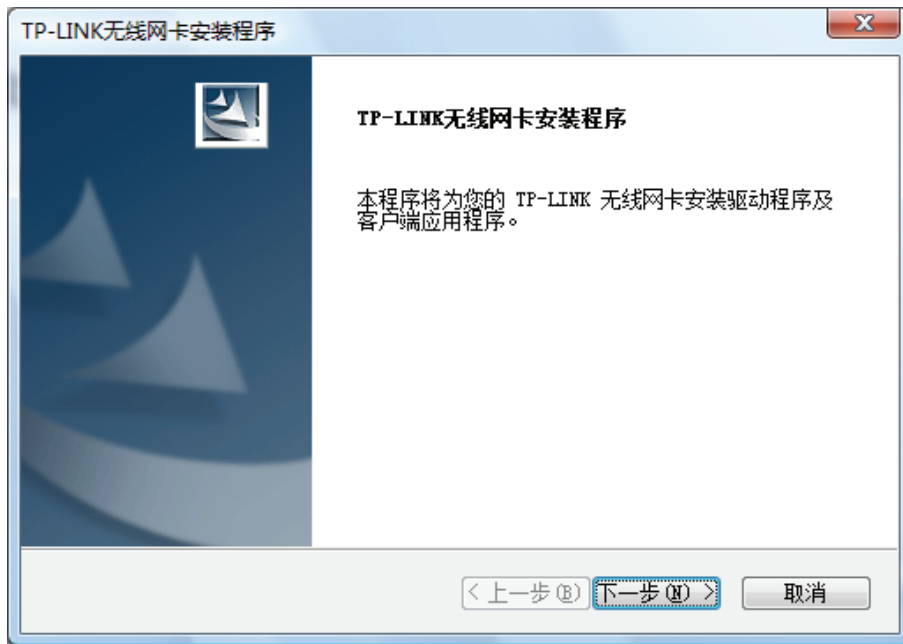 TP-LINK无线网卡安装程序
TP-LINK无线网卡安装程序
本程序将为您的 TP-LINK 无线网卡安装驱动程序及
客户端应用程序。
< 上一步(B) 下一步(N) > 取消